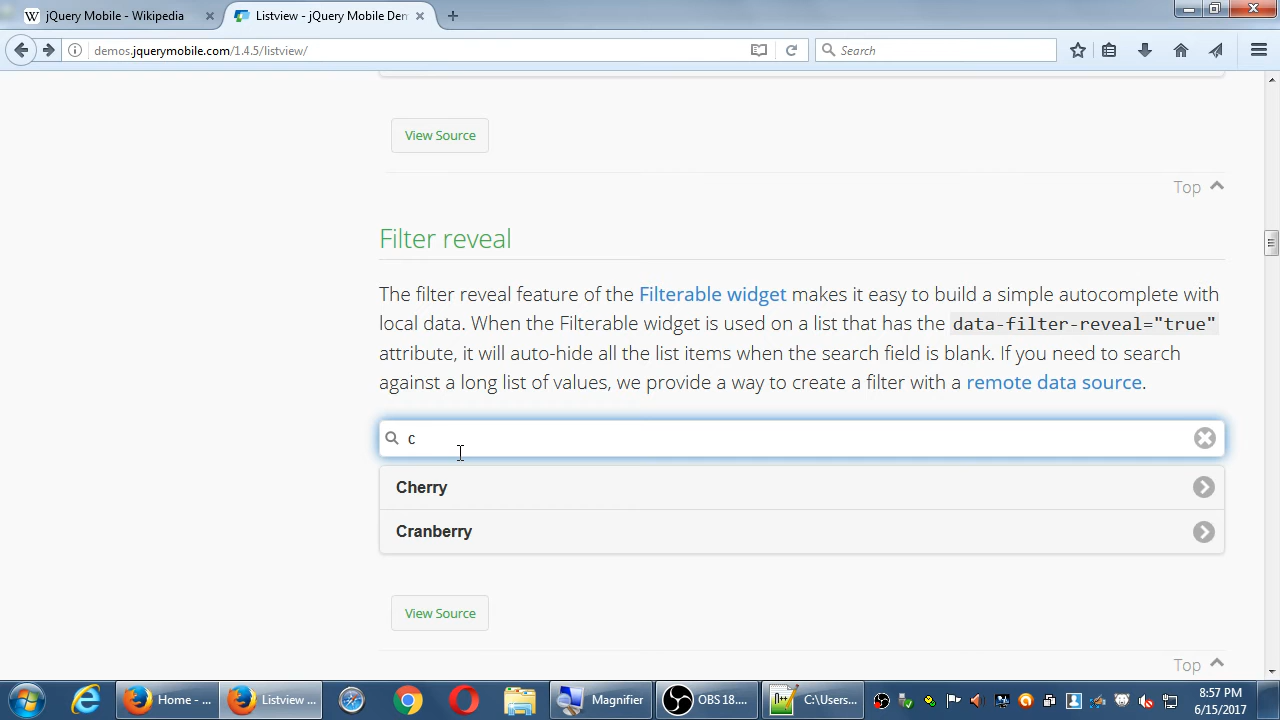 jQuery Mobile - Wikipedia
Listview - jQuery Mobile Den
demos.jquerymobile.com/1.4.5/listview/
Search
View Source
Top
Filter reveal
The filter reveal feature of the Filterable widget makes it easy to build a simple autocomplete with
local data. When the Filterable widget is used on a list that has the data-filter-reveal="true"
attribute, it will auto-hide all the list items when the search field is blank. If you need to search
against a long list of values, we provide a way to create a filter with a remote data source.
c
Cherry
Cranberry
View Source
Top
Home - ...
Listview ...
Magnifier
OBS 18....
C:\Users...
8:57 PM
6/15/2017